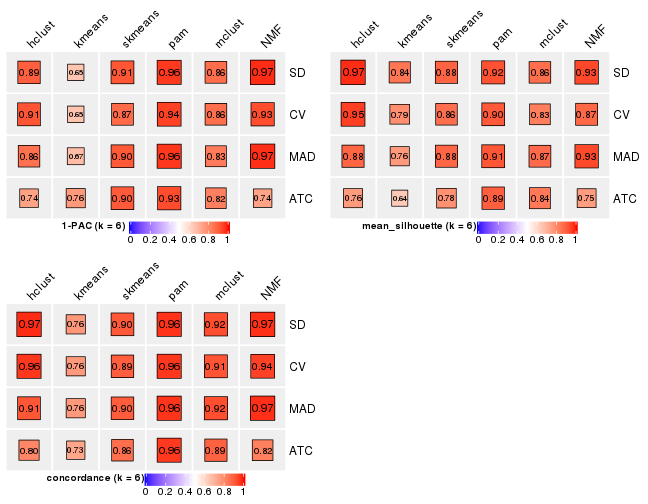 hclust kmeans skmeans pam mclust NMF
0.89 0.65 0.91 0.96 0.86 0.97 SD
0.91 0.65 0.87 0.94 0.86 0.93 CV
0.86 0.67 0.90 0.96 0.83 0.97 MAD
0.74 0.76 0.90 0.93 0.82 0.74 ATC
1-PAC (k = 6)
0 0.2 0.4 0.6 0.8 1
hclust kmeans skmeans pam mclust NMF
0.97 0.84 0.88 0.92 0.86 0.93 SD
0.95 0.79 0.86 0.90 0.83 0.87 CV
0.88 0.76 0.88 0.91 0.87 0.93 MAD
0.76 0.64 0.78 0.89 0.84 0.75 ATC
mean_silhouette (k = 6)
0 0.2 0.4 0.6 0.8 1
hclust kmeans skmeans pam mclust NMF
0.97 0.76 0.90 0.96 0.92 0.97 SD
0.96 0.76 0.89 0.96 0.91 0.94 CV
0.91 0.76 0.90 0.96 0.92 0.97 MAD
0.80 0.73 0.86 0.95 0.89 0.82 ATC
concordance (k = 6)
0 0.2 0.4 0.6 0.8 1